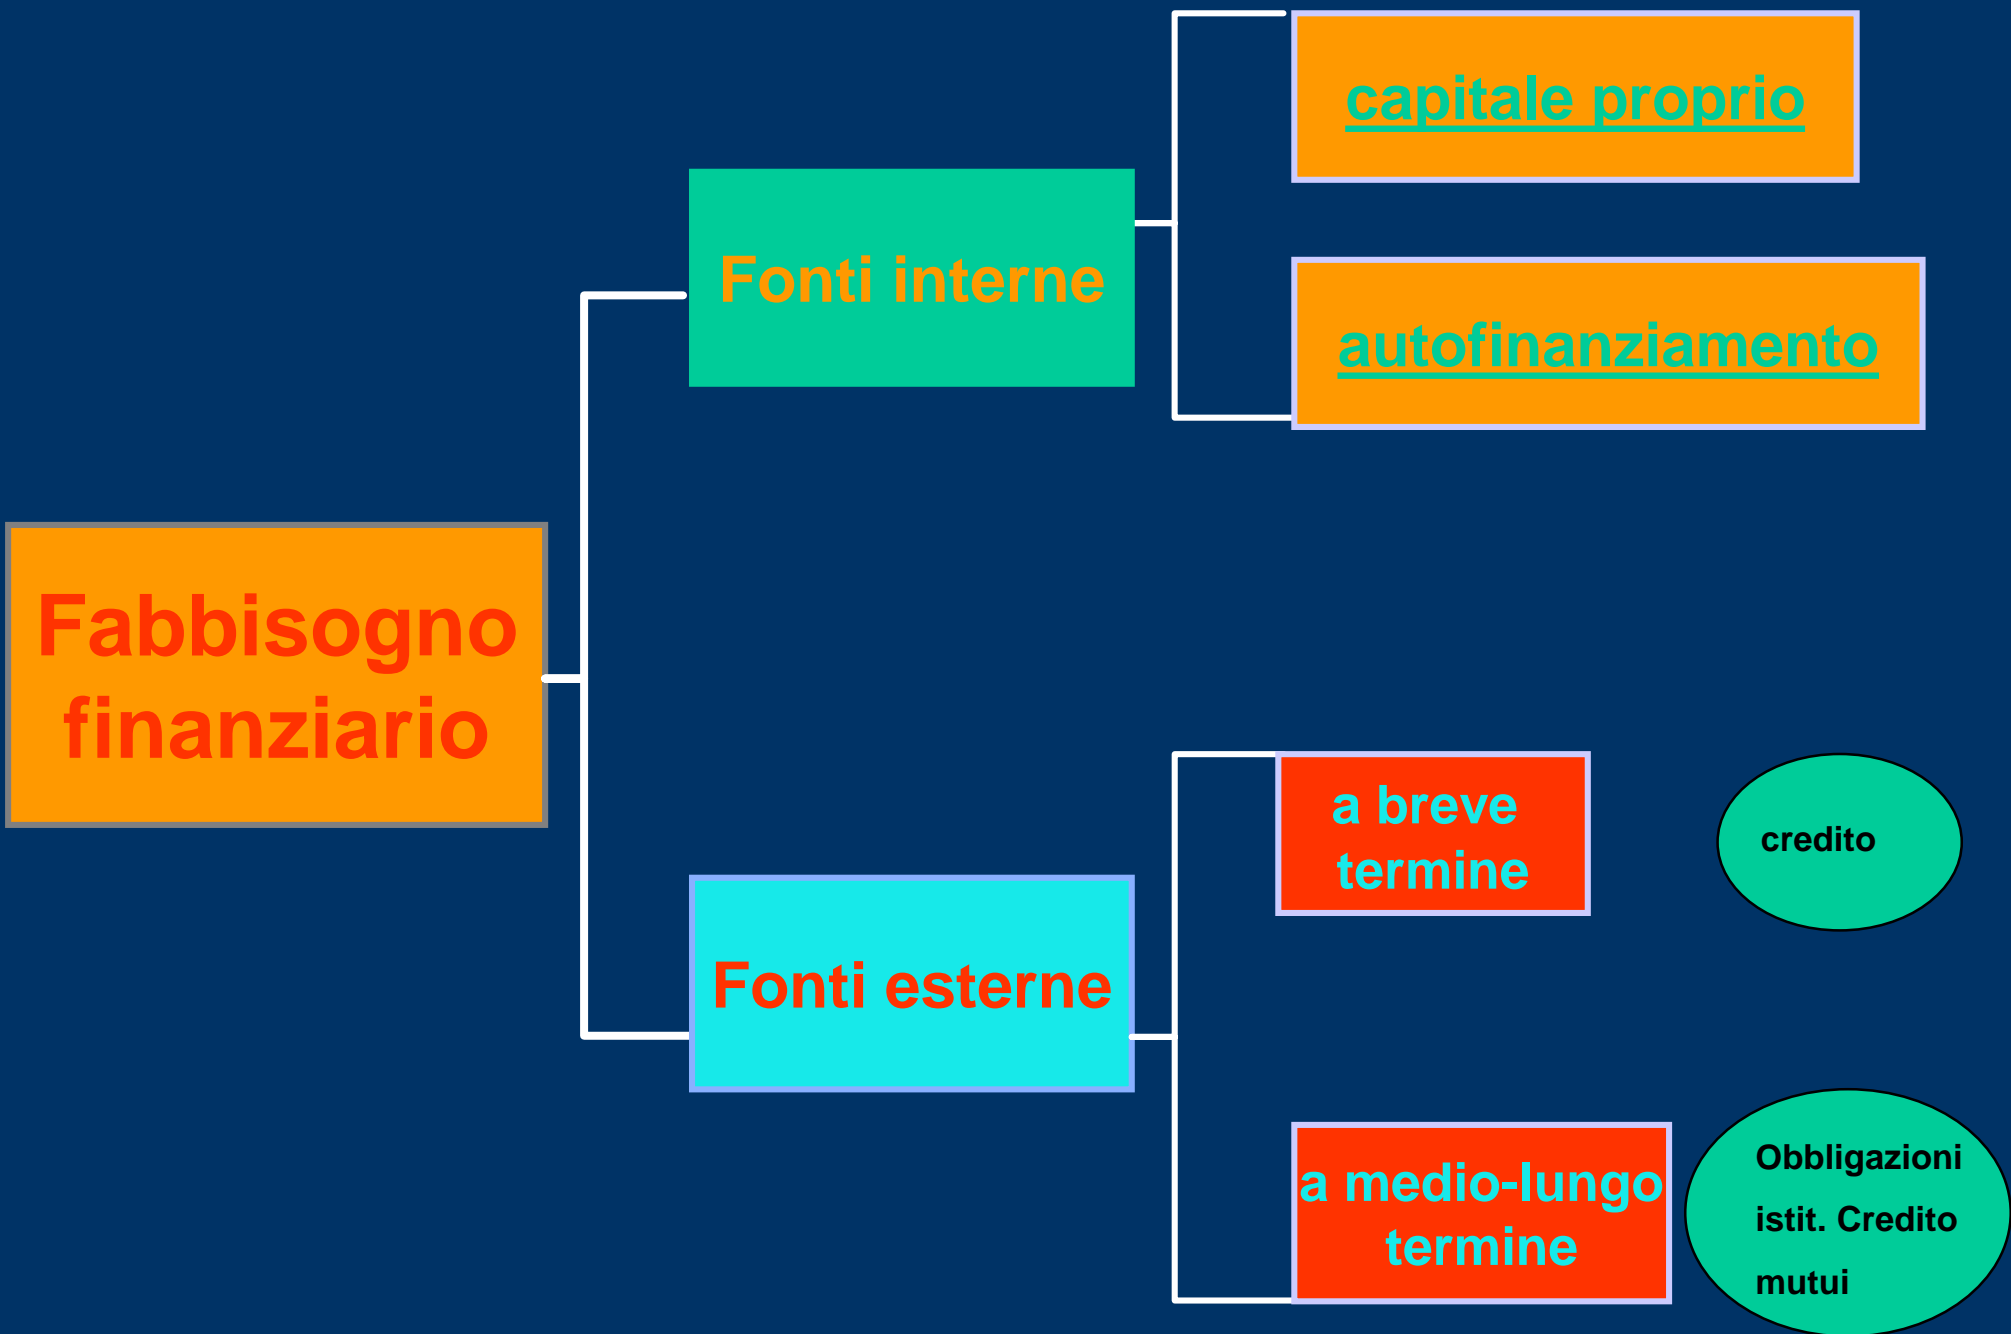 capitale proprio
Fonti interne
autofinanziamento
Fabbisogno
finanziario
a breve
termine
credito
Fonti esterne
a medio-lungo
termine
Obbligazioni
istit. Credito
mutui